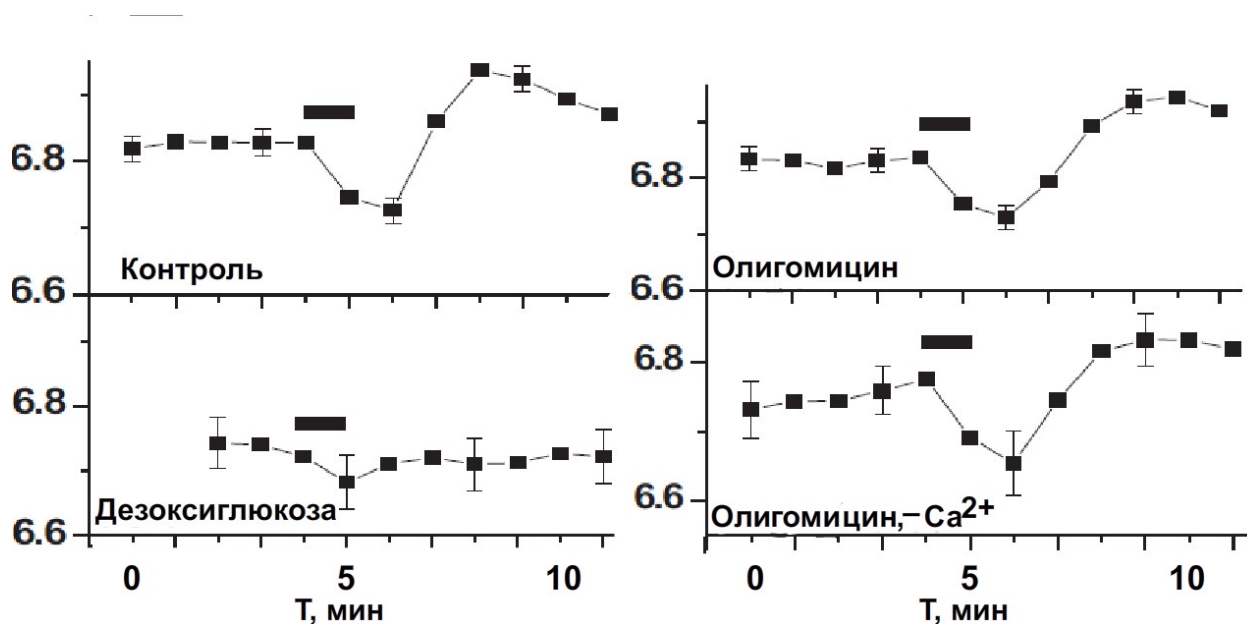 6.8
Контроль
6.6
6.8
Дезоксиглюкоза
6.6
0 5 10
Т, мин
6.8
Олигомицин
6.6
6.8
6.6
Олигомицин,–Ca2+
0 5 10
Т, мин